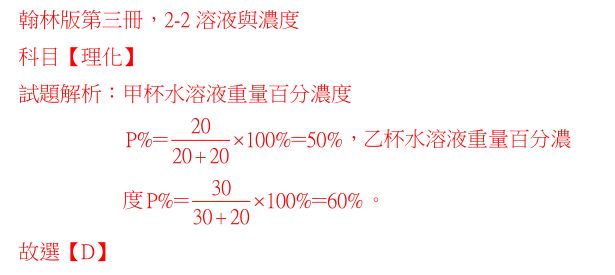 翰林版第三冊，2-2 溶液與濃度
科目【理化】
試題解析：甲杯水溶液重量百分濃度
P%＝20/(20+20)×100%＝50%，乙杯水溶液重量百分濃
度 P%＝30/(30+20)×100%＝60%。
故選【D】